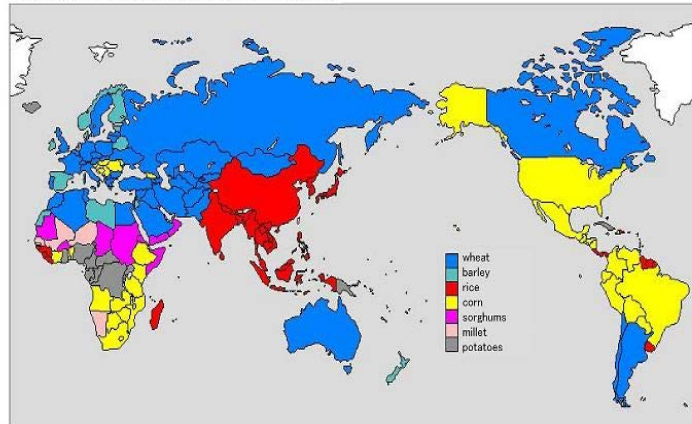 wheat
barley
rice
corn
sorghums
millet
potatoes